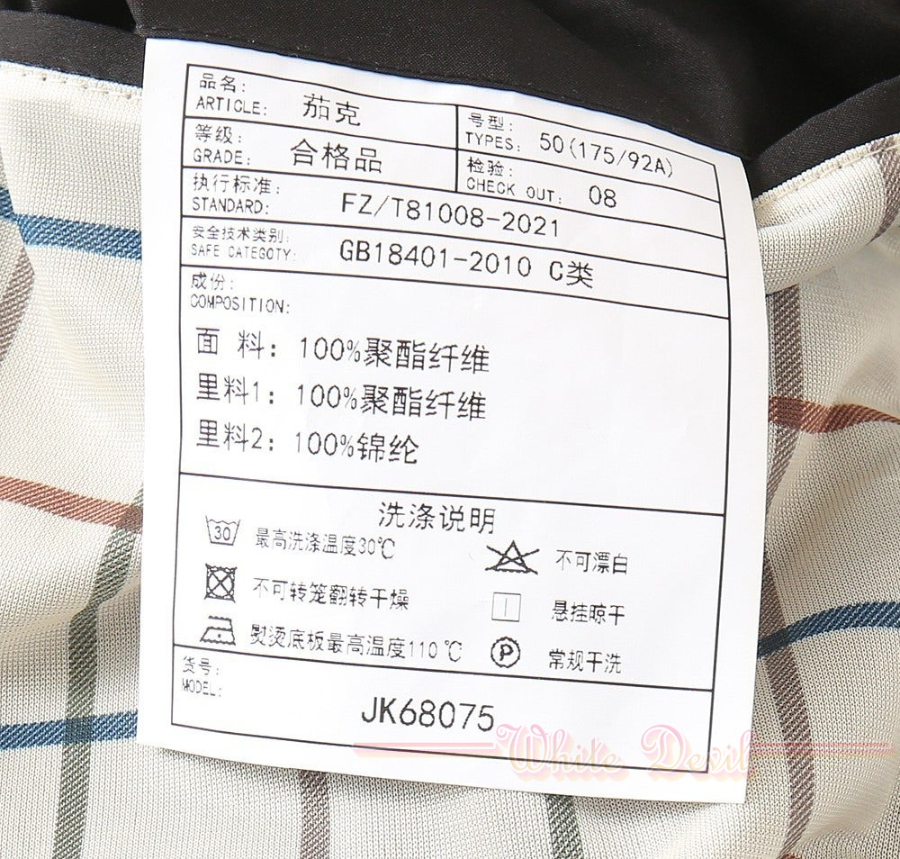 品名:
ARTICLE: 茄克
号型:
TYPES: 50(175/92A)
等级:
GRADE: 合格品
检验:
CHECK OUT: 08
执行标准:
STANDARD: FZ/T81008-2021
安全技术类别:
SAFE CATEGOTY: GB18401-2010 C类
成份:
COMPOSITION:
面 料: 100%聚酯纤维
里料1: 100%聚酯纤维
里料2: 100%锦纶
洗涤说明
30 最高洗涤温度30℃
不可漂白
不可转笼翻转干燥
悬挂晾干
熨烫底板最高温度110℃
P 常规干洗
货号:
MODEL: JK68075
White Devil